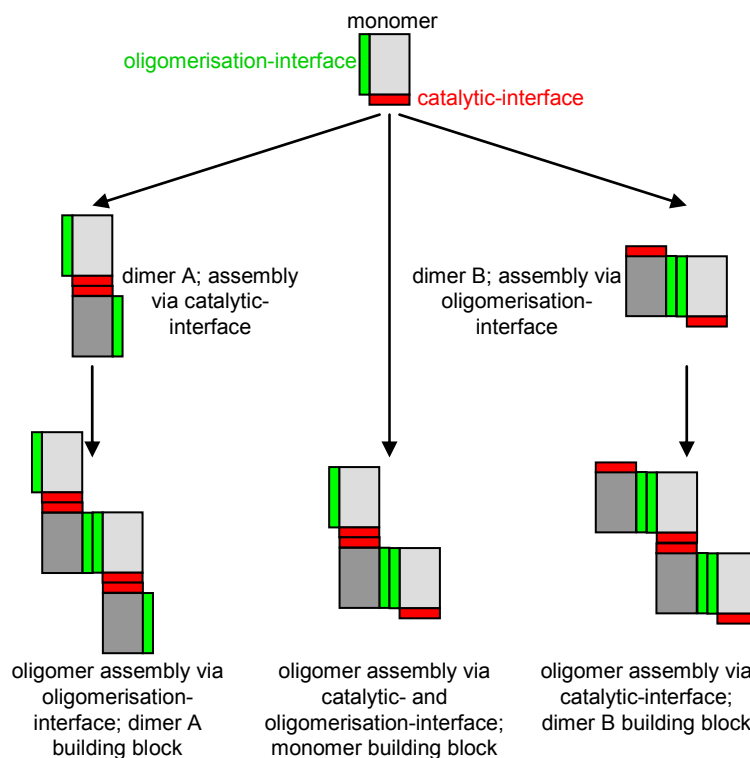 monomer
oligomerisation-interface
catalytic-interface
dimer A; assembly
via catalytic-
interface
dimer B; assembly via
oligomerisation-
interface
oligomer assembly via
oligomerisation-
interface; dimer A
building block
oligomer assembly via
catalytic- and
oligomerisation-interface;
monomer building block
oligomer assembly via
catalytic-interface;
dimer B building block